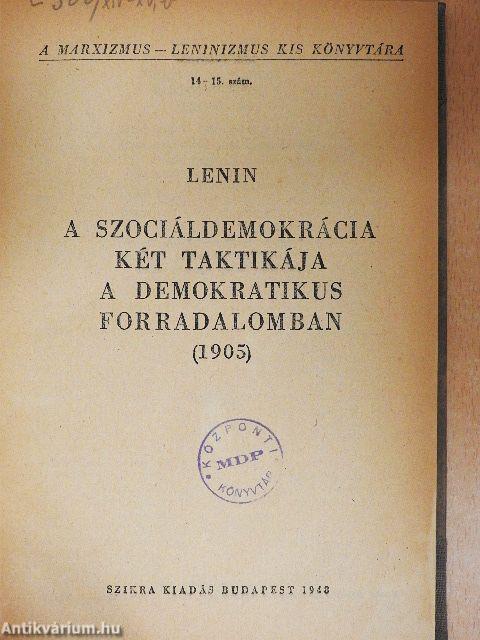 A MARXIZMUS — LENINIZMUS KIS KÖNYVTÁRA
14 – 15. szám.
LENIN
A SZOCIÁLDEMOKRÁCIA
KÉT TAKTIKÁJA
A DEMOKRATIKUS
FORRADALOMBAN
(1905)
KÖZPONTI
MDP
KÖNYVTÁR
SZIKRA KIADÁS BUDAPEST 1948
Antikvárium.hu